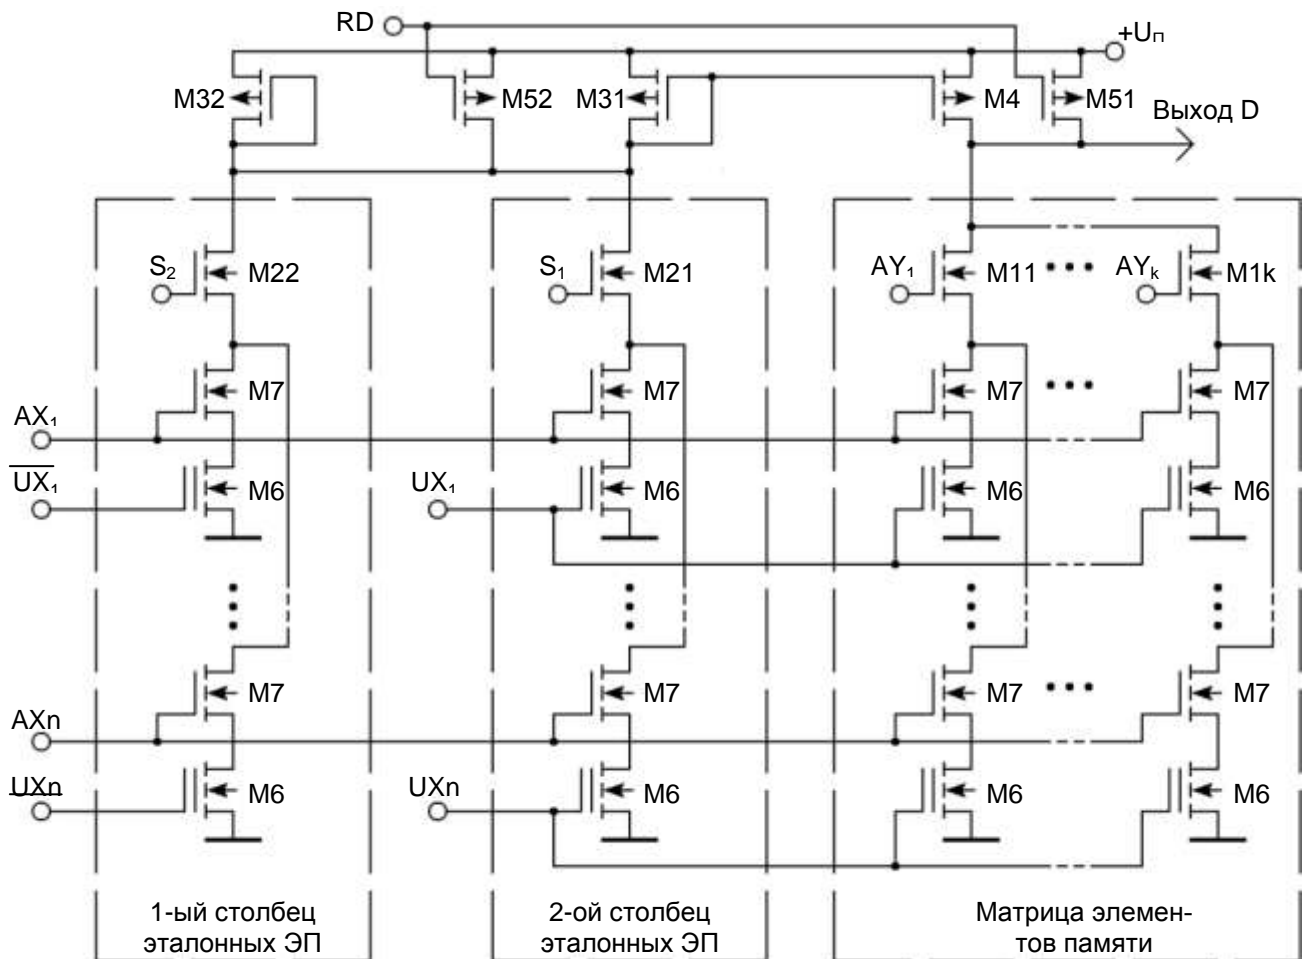 RD
+Uп
M32
M52
M31
M4
M51
Выход D
S₂
M22
S₁
M21
AY₁
M11
AYₖ
M1k
M7
M7
M7
M7
AX₁
UX₁
M6
UX₁
M6
M6
M6
M7
M7
M7
M7
AXn
UXn
M6
UXn
M6
M6
M6
1-ый столбец
эталонных ЭП
2-ой столбец
эталонных ЭП
Матрица элемен-
тов памяти